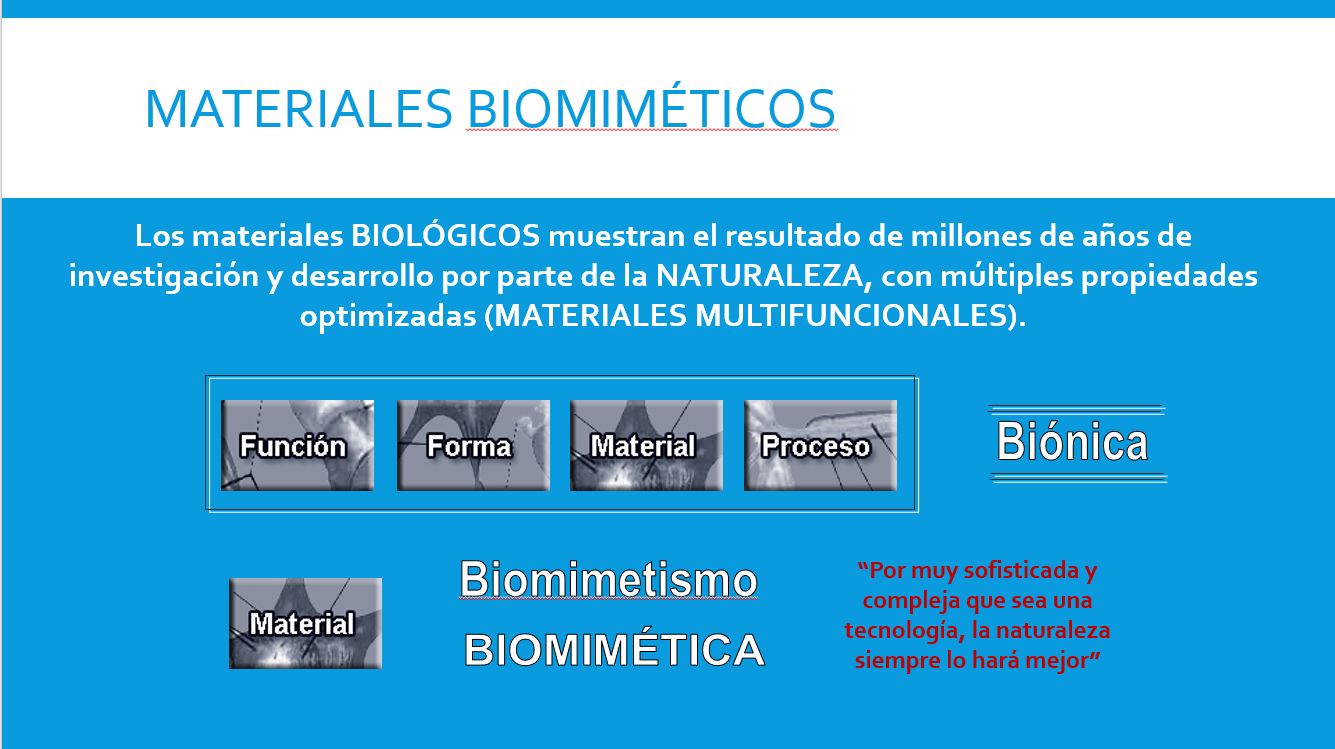 MATERIALES BIOMIMÉTICOS
Los materiales BIOLÓGICOS muestran el resultado de millones de años de
investigación y desarrollo por parte de la NATURALEZA, con múltiples propiedades
optimizadas (MATERIALES MULTIFUNCIONALES).
Función
Forma
Material
Proceso
Biónica
Material
Biomimetismo
BIOMIMÉTICA
“Por muy sofisticada y
compleja que sea una
tecnología, la naturaleza
siempre lo hará mejor”